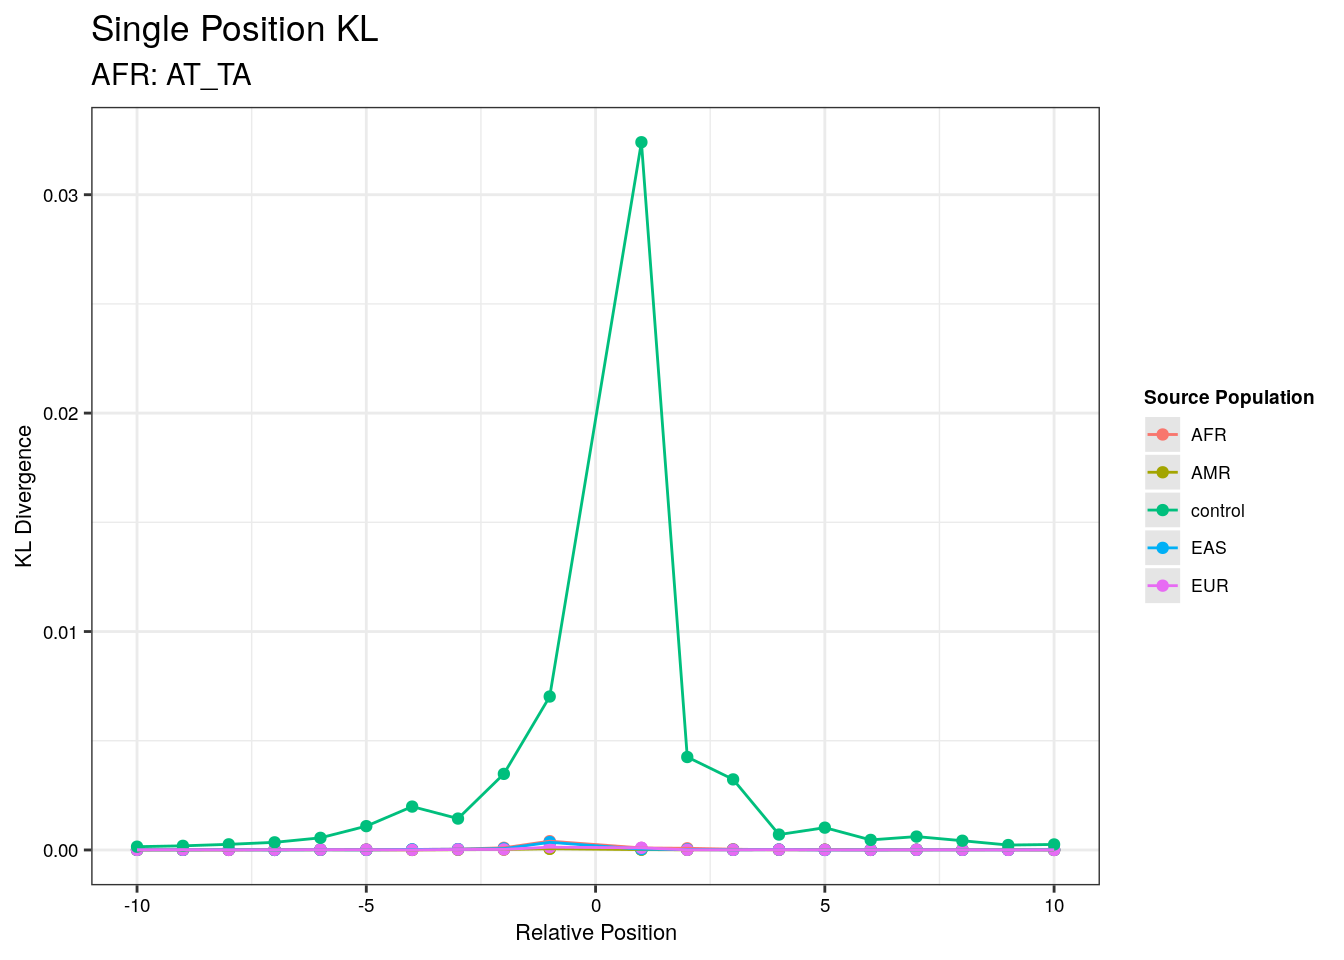 Single Position KL
AFR: AT_TA
KL Divergence
0.03
0.02
0.01
0.00
-10
-5
0
5
10
Relative Position
Source Population
AFR
AMR
control
EAS
EUR